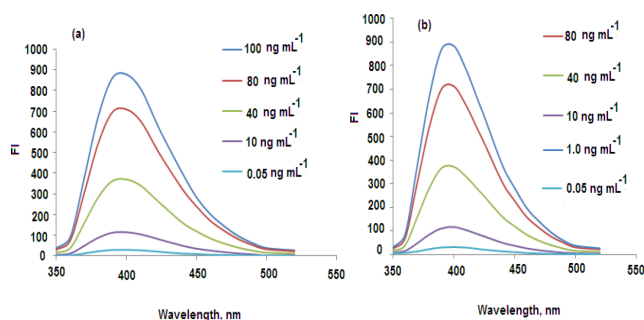 (a)
1000
900
800
700
600
500
400
300
200
100
0
FI
350
400
450
500
550
Wavelength, nm
100 ng mL-1
80 ng mL-1
40 ng mL-1
10 ng mL-1
0.05 ng mL-1
(b)
1000
900
800
700
600
500
400
300
200
100
0
FI
350
400
450
500
550
Wavelength, nm
80 ng mL-1
40 ng mL-1
10 ng mL-1
1.0 ng mL-1
0.05 ng mL-1